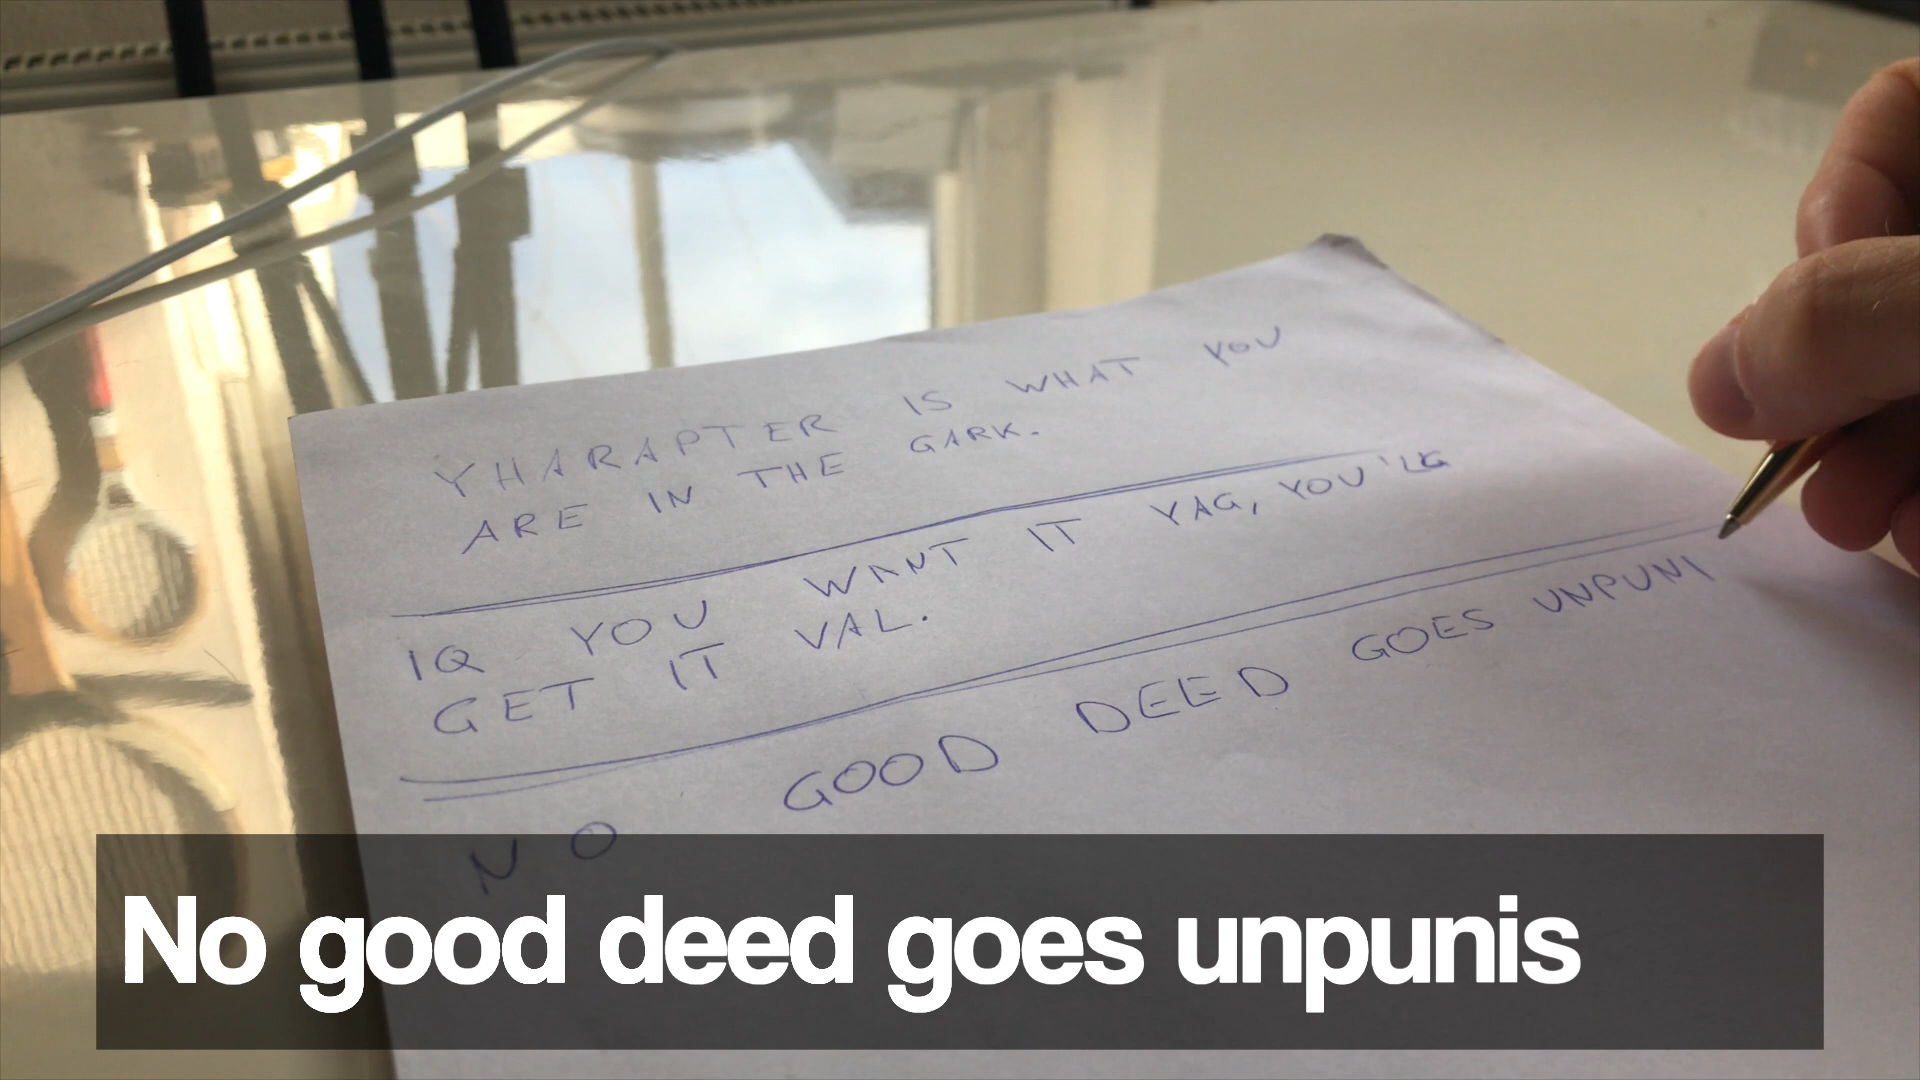 YHARAPTER IS WHAT YOU
ARE IN THE GARK.
IQ YOU WANT IT YAG, YOU'LG
GET IT VAL.
NO GOOD DEED GOES UNPUNI
No good deed goes unpunis